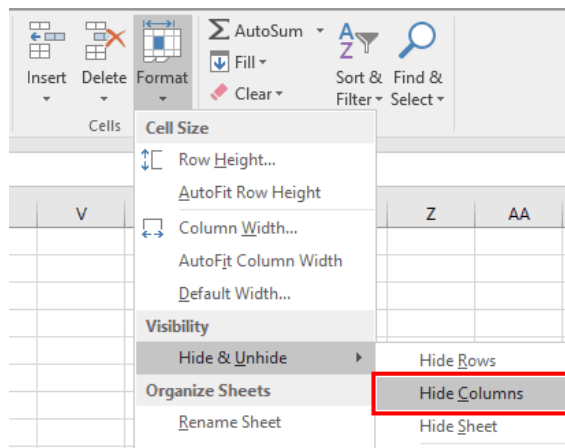 AutoSum
Fill
Clear
Insert Delete Format
Sort & Filter
Find & Select
Cells
Cell Size
Row Height...
AutoFit Row Height
Column Width...
AutoFit Column Width
Default Width...
Visibility
Hide & Unhide
Organize Sheets
Rename Sheet
V Z AA
Hide Rows
Hide Columns
Hide Sheet